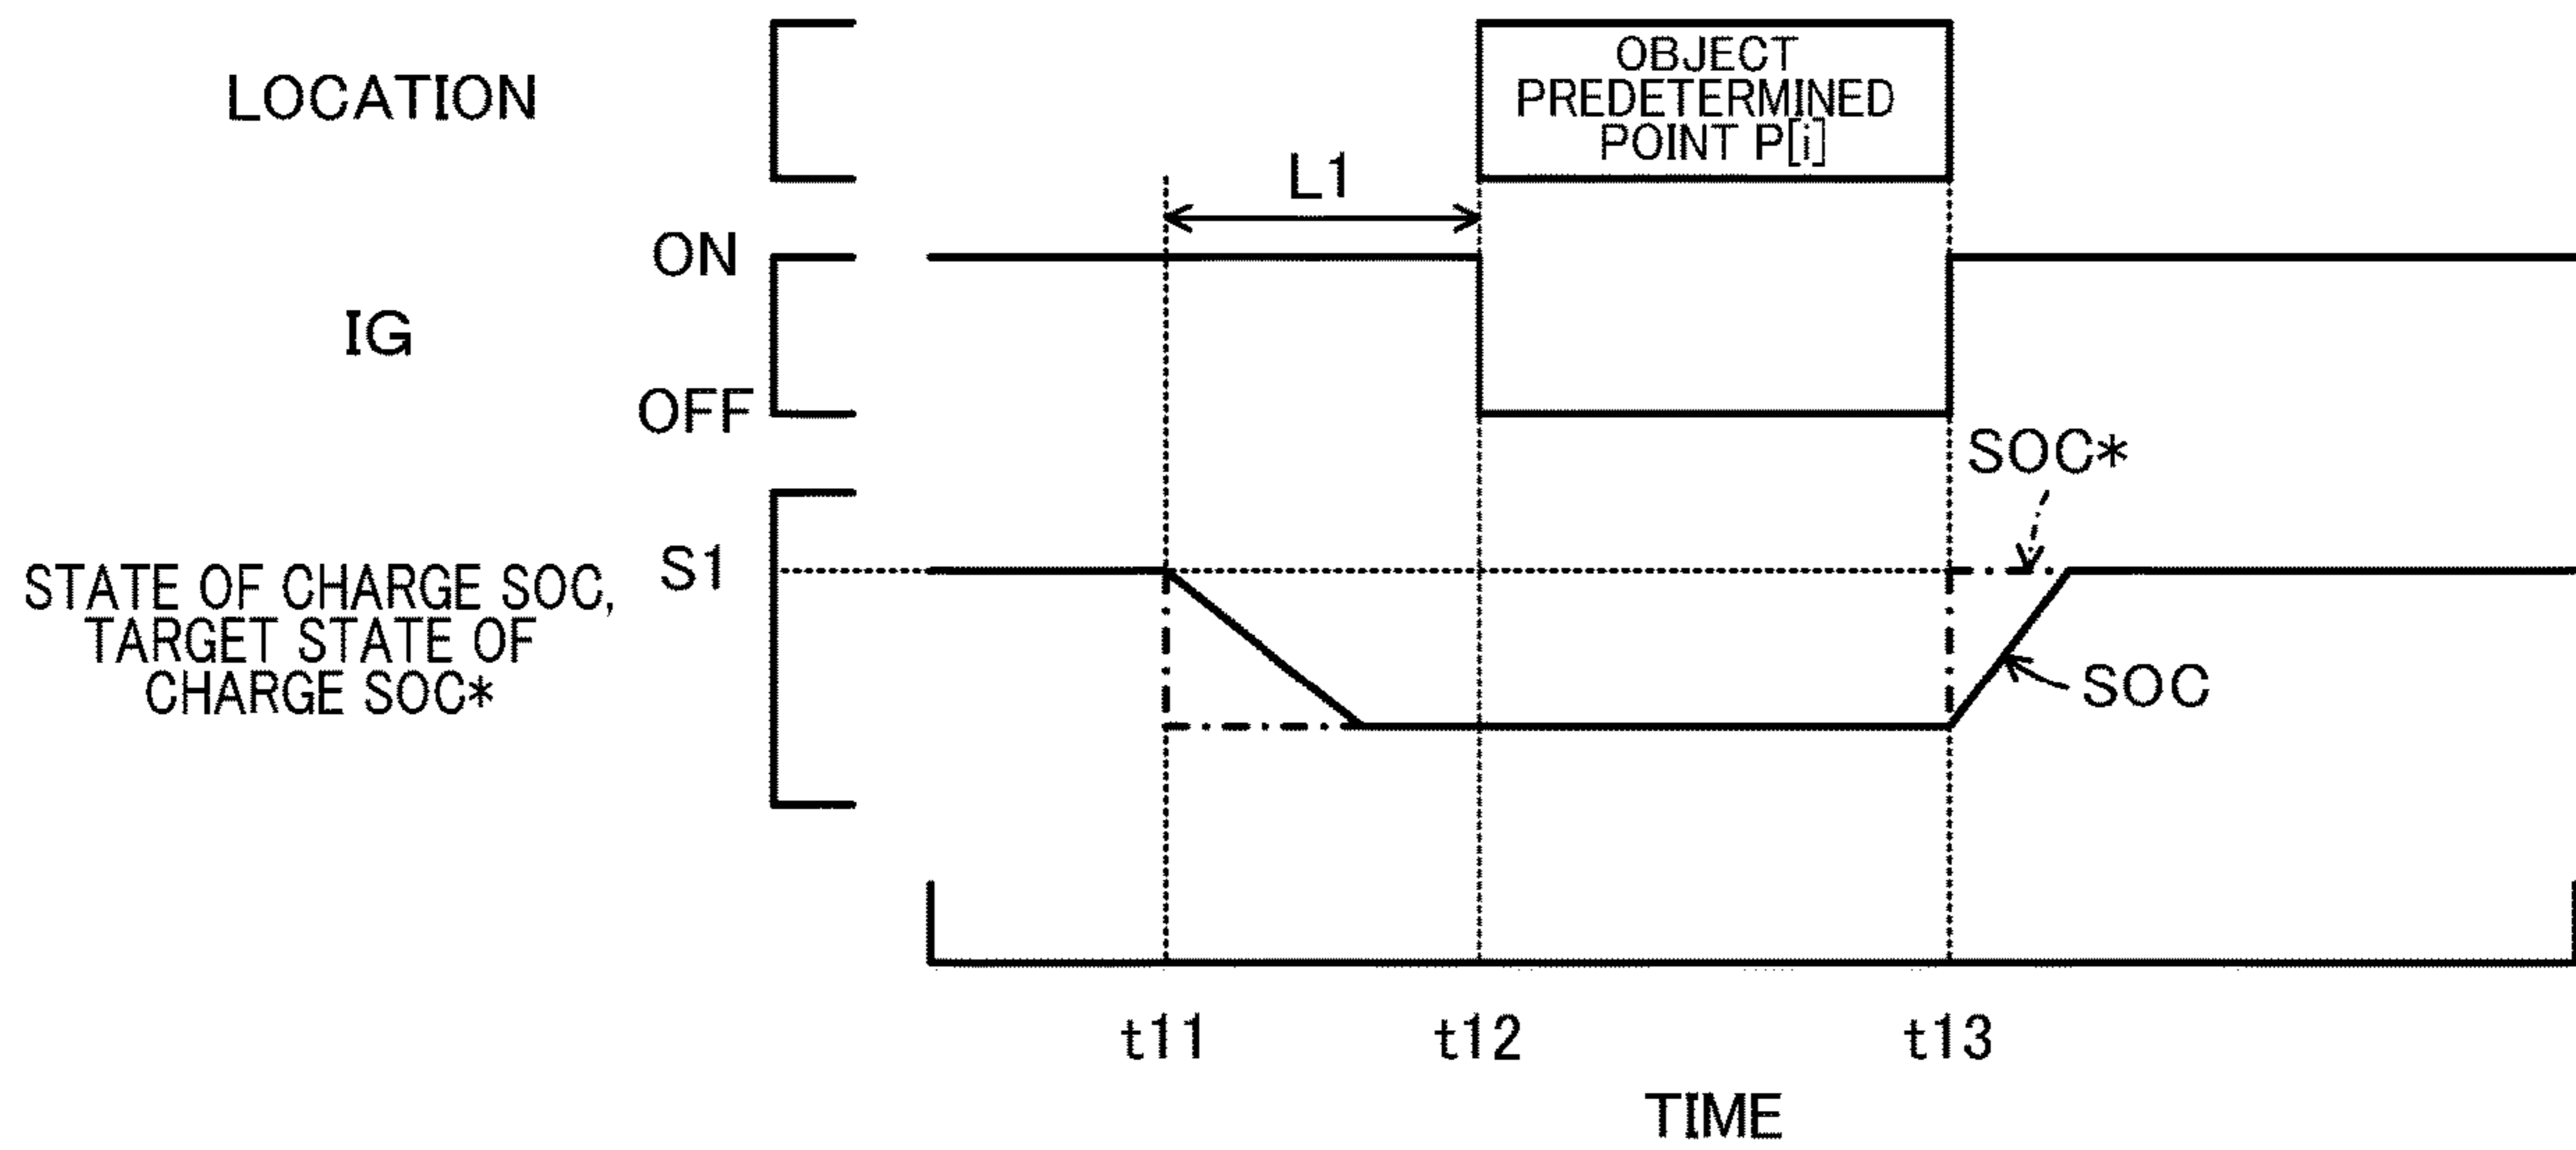 LOCATION
OBJECT
PREDETERMINED
POINT P[i]
L1
ON
IG
OFF
SOC*
S1
STATE OF CHARGE SOC,
TARGET STATE OF
CHARGE SOC*
SOC
t11
t12
t13
TIME